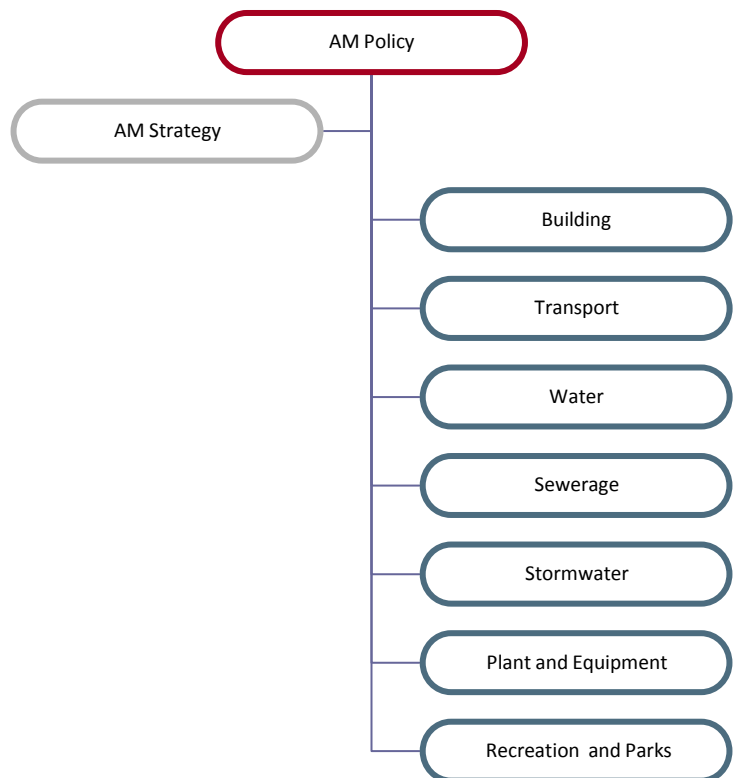 AM Policy
AM Strategy
Building
Transport
Water
Sewerage
Stormwater
Plant and Equipment
Recreation and Parks